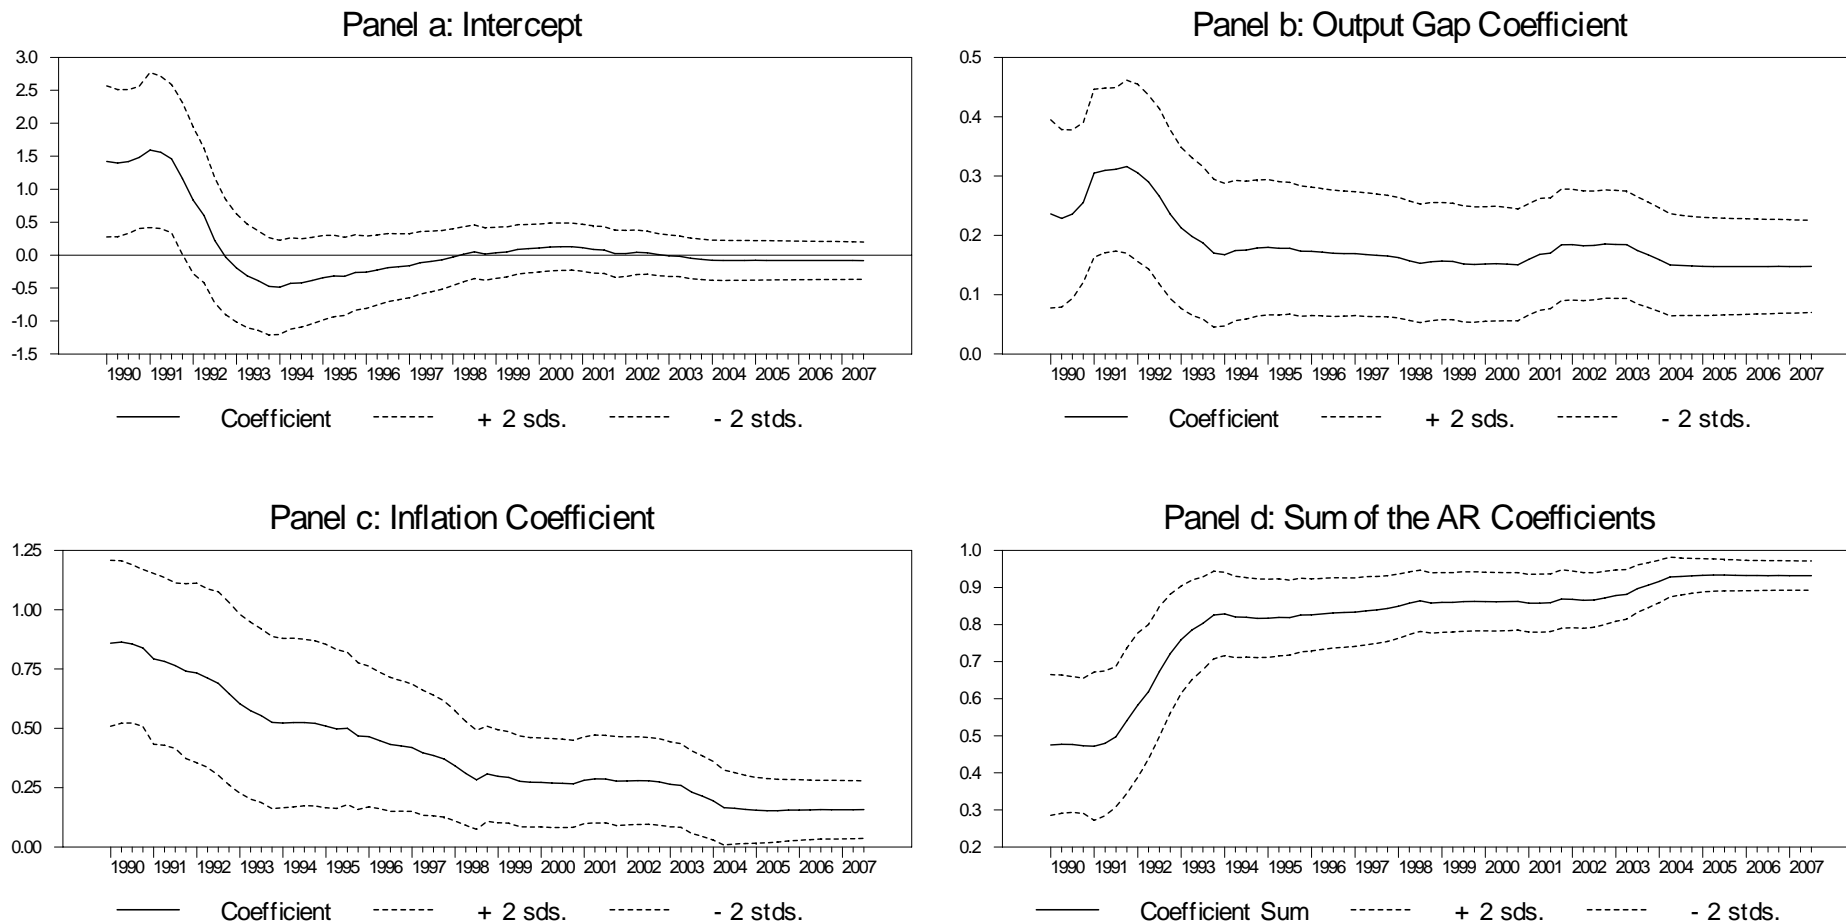 Panel a: Intercept
3.0
2.5
2.0
1.5
1.0
0.5
0.0
-0.5
-1.0
-1.5
1990 1991 1992 1993 1994 1995 1996 1997 1998 1999 2000 2001 2002 2003 2004 2005 2006 2007
Coefficient + 2 sds. - 2 stds.
Panel b: Output Gap Coefficient
0.5
0.4
0.3
0.2
0.1
0.0
1990 1991 1992 1993 1994 1995 1996 1997 1998 1999 2000 2001 2002 2003 2004 2005 2006 2007
Coefficient + 2 sds. - 2 stds.
Panel c: Inflation Coefficient
1.25
1.00
0.75
0.50
0.25
0.00
1990 1991 1992 1993 1994 1995 1996 1997 1998 1999 2000 2001 2002 2003 2004 2005 2006 2007
Coefficient + 2 sds. - 2 stds.
Panel d: Sum of the AR Coefficients
1.0
0.9
0.8
0.7
0.6
0.5
0.4
0.3
0.2
1990 1991 1992 1993 1994 1995 1996 1997 1998 1999 2000 2001 2002 2003 2004 2005 2006 2007
Coefficient Sum + 2 sds. - 2 stds.